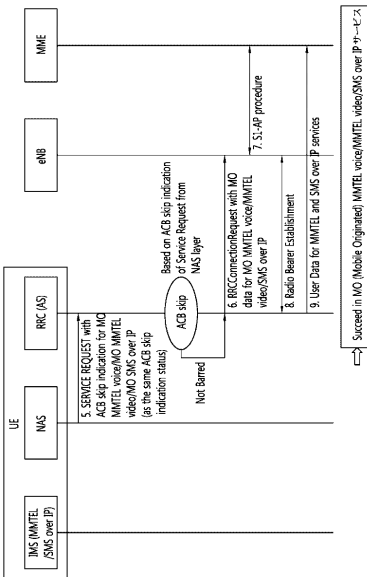 UE
IMS (MMTEL
/SMS over IP)
NAS
RRC (AS)
eNB
MME
5. SERVICE REQUEST with
ACB skip indication for MO
MMTEL voice/MO MMTEL
video/MO SMS over IP
(as the same ACB skip
indication status)
Based on ACB skip indication
of Service Request from
NAS layer
ACB skip
Not Barred
6. RRCConnectionRequest with MO
data for MO MMTEL voice/MMTEL
video/SMS over IP
7. S1-AP procedure
8. Radio Bearer Establishment
9. User Data for MMTEL and SMS over IP services
⇨ Succeed in MO (Mobile Originated) MMTEL voice/MMTEL video/SMS over IPサービス